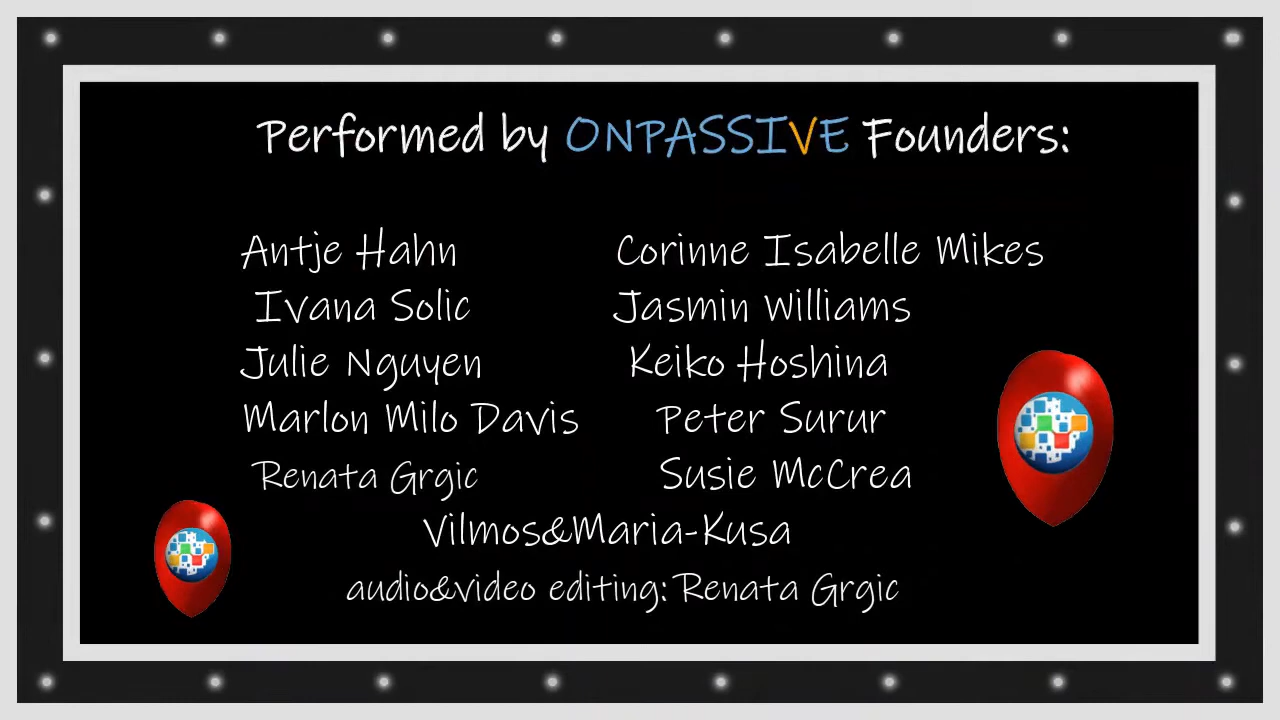 Performed by ONPASSIVE Founders:
Antje Hahn Corinne Isabelle Mikes
Ivana Solic Jasmin Williams
Julie Nguyen Keiko Hoshina
Marlon Milo Davis Peter Surur
Renata Grgic Susie McCrea
Vilmos&Maria-Kusa
audio&video editing:Renata Grgic